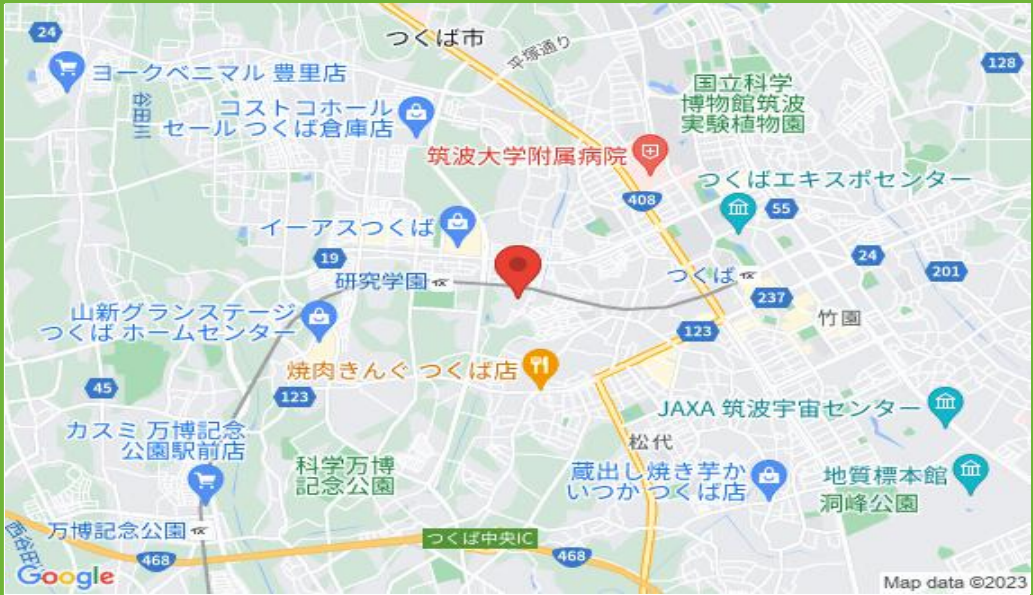 24
つくば市
平塚通り
128
ヨークベニマル 豊里店
谷田川
国立科学
博物館筑波
実験植物園
コストコホール
セール つくば倉庫店
筑波大学附属病院
つくばエキスポセンター
408
55
イーアスつくば
19
24
201
研究学園
つくば
237
山新グランステージ
つくば ホームセンター
竹園
123
焼肉きんぐ つくば店
45
123
JAXA 筑波宇宙センター
カスミ 万博記念
公園駅前店
松代
科学万博
記念公園
蔵出し焼き芋か
いつか つくば店
地質標本館
洞峰公園
万博記念公園
西谷田
つくば中央IC
468
468
Google
Map data ©2023